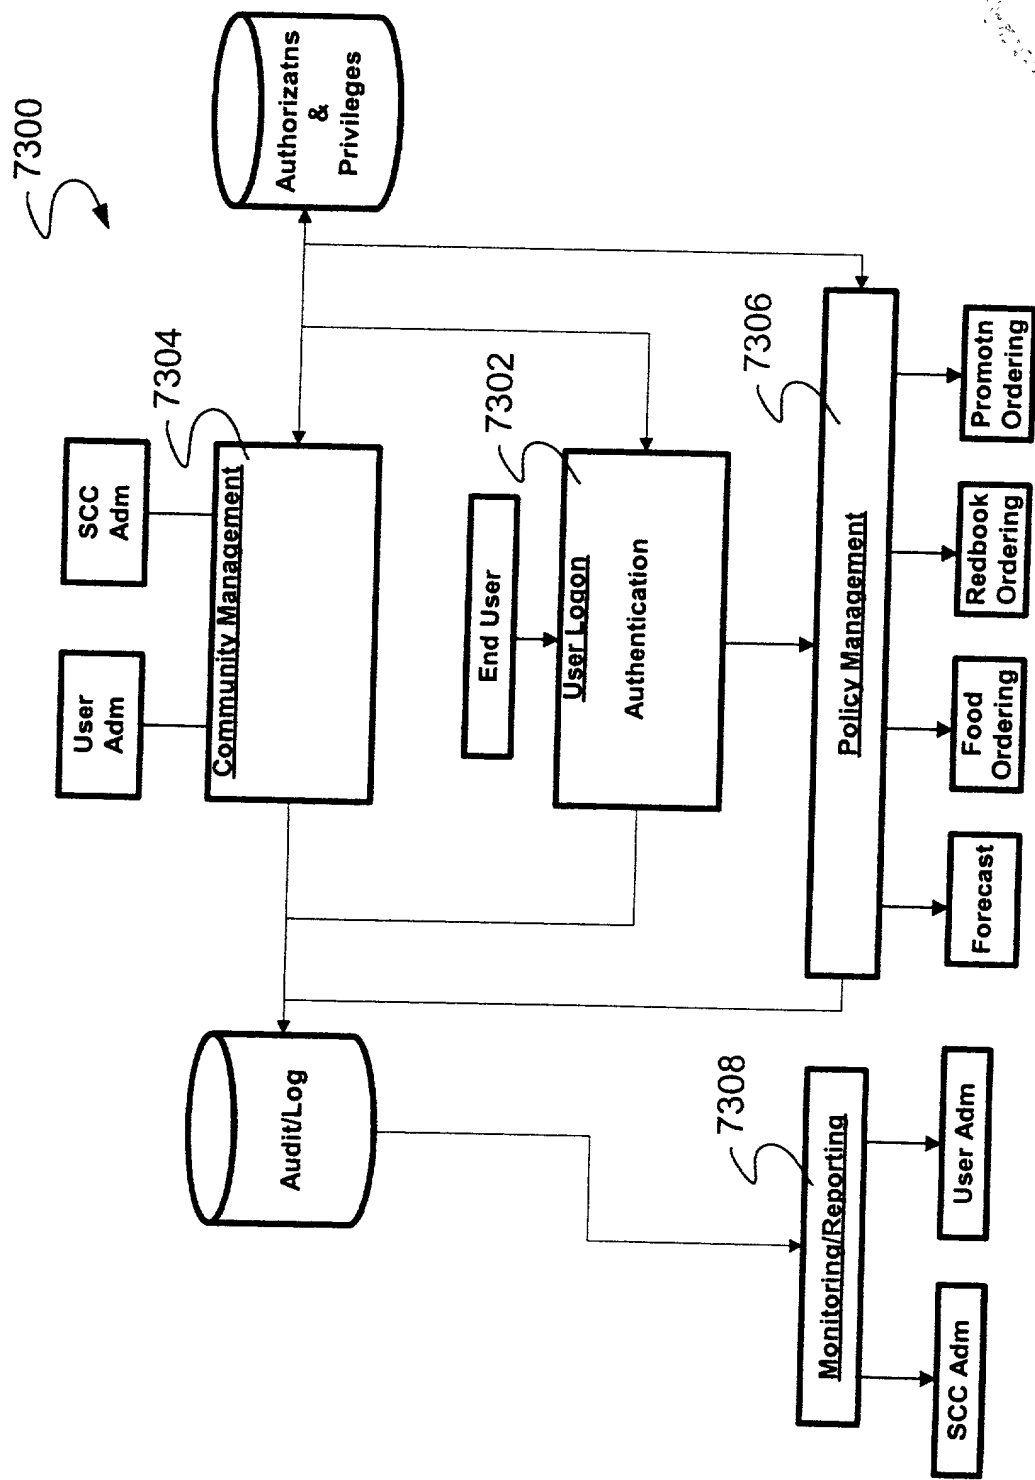 7300
User
Adm
SCC
Adm
7304
Community Management
Authorizatns
&
Privileges
Audit/Log
End User
7302
User Logon
Authentication
7308
Monitoring/Reporting
7306
Policy Management
SCC Adm
User Adm
Forecast
Food
Ordering
Redbook
Ordering
Promotn
Ordering